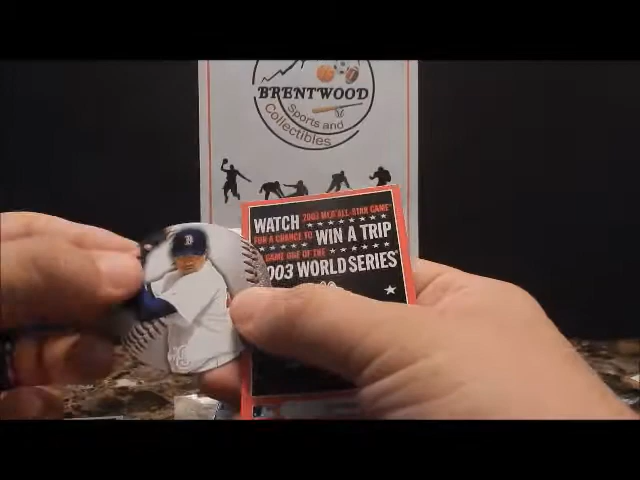 BRENTWOOD
Sports and
Collectibles
WATCH 2003 MLB ALL-STAR GAME
FOR A CHANCE TO WIN A TRIP
GAME ONE OF THE
2003 WORLD SERIES
B